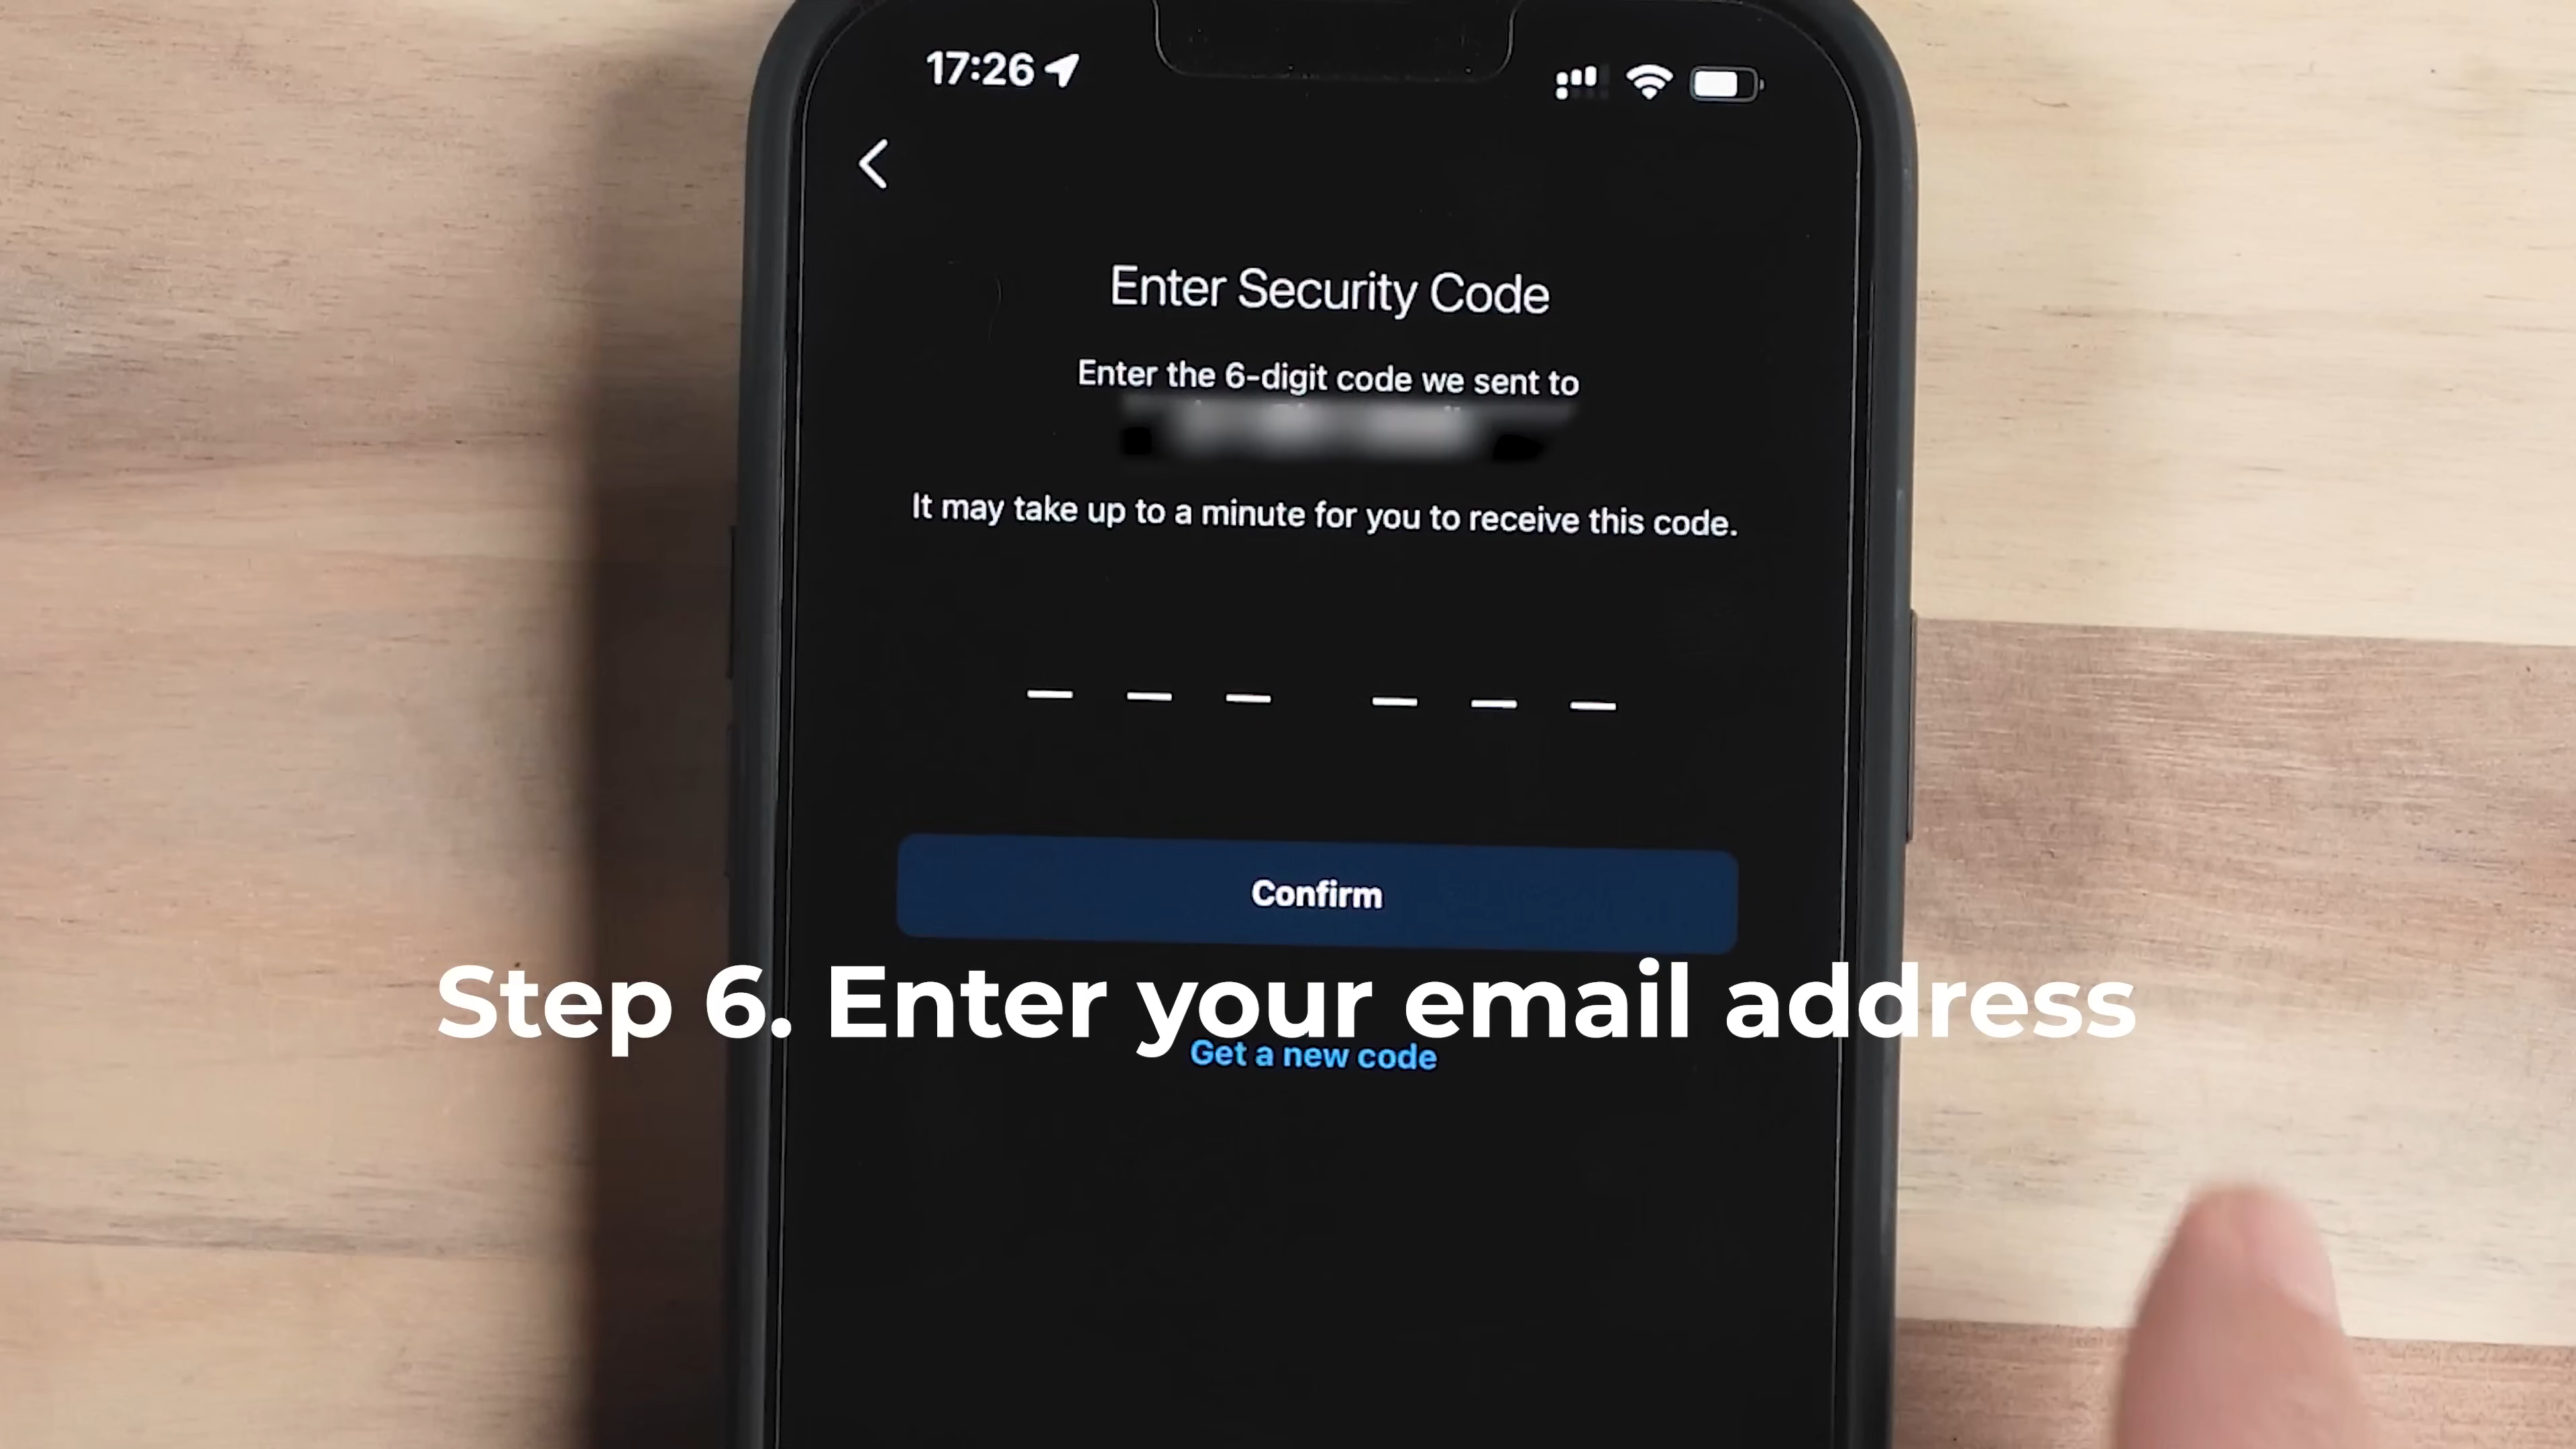 17:26
Enter Security Code
Enter the 6-digit code we sent to
It may take up to a minute for you to receive this code.
Confirm
Step 6. Enter your email address
Get a new code